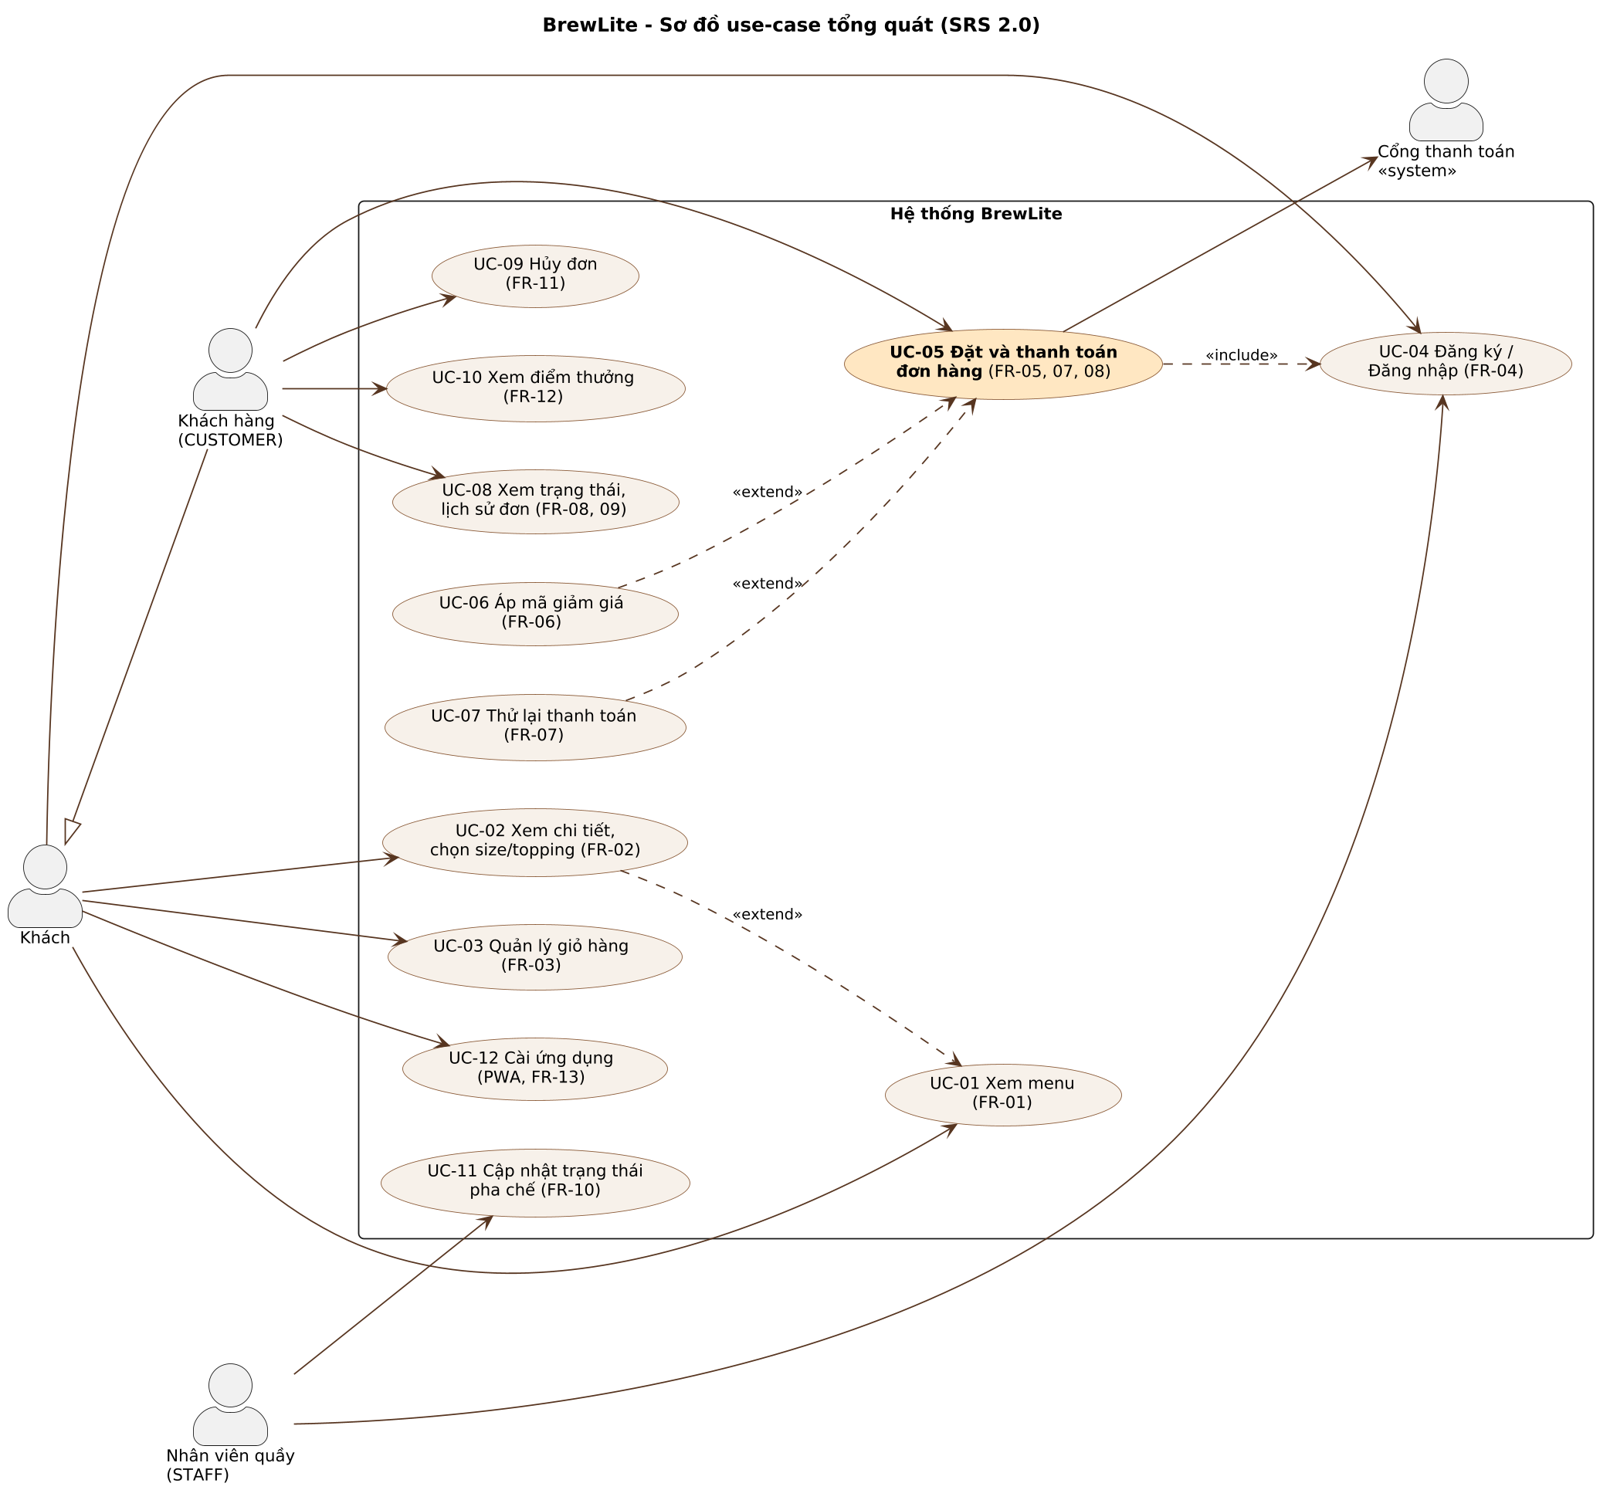 BrewLite - Sơ đồ use-case tổng quát (SRS 2.0)
Cổng thanh toán
«system»
Hệ thống BrewLite
UC-09 Hủy đơn
(FR-11)
UC-05 Đặt và thanh toán
đơn hàng (FR-05, 07, 08)
«include»
UC-04 Đăng ký /
Đăng nhập (FR-04)
UC-10 Xem điểm thưởng
(FR-12)
Khách hàng
(CUSTOMER)
UC-08 Xem trạng thái,
lịch sử đơn (FR-08, 09)
«extend»
UC-06 Áp mã giảm giá
(FR-06)
«extend»
UC-07 Thử lại thanh toán
(FR-07)
UC-02 Xem chi tiết,
chọn size/topping (FR-02)
«extend»
Khách
UC-03 Quản lý giỏ hàng
(FR-03)
UC-12 Cài ứng dụng
(PWA, FR-13)
UC-01 Xem menu
(FR-01)
UC-11 Cập nhật trạng thái
pha chế (FR-10)
Nhân viên quầy
(STAFF)